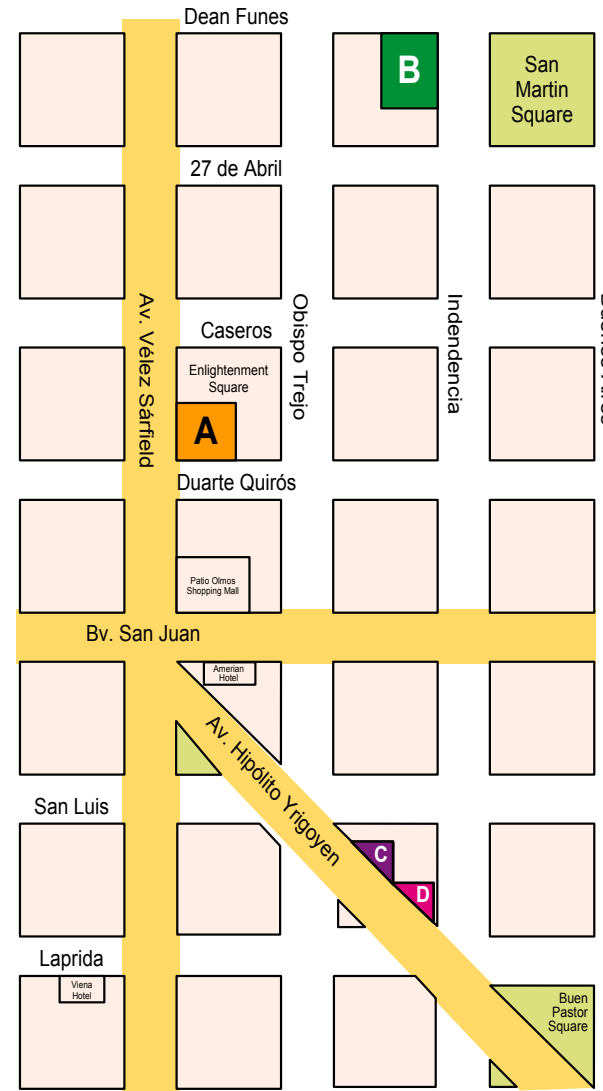 Dean Funes
B
San
Martin
Square
27 de Abril
Av. Vélez Sárfield
Obispo Trejo
Indendencia
Caseros
Enlightenment
Square
A
Duarte Quirós
Patio Olmos
Shopping Mall
Bv. San Juan
Amerian
Hotel
Av. Hipólito Yrigoyen
San Luis
C
D
Laprida
Viena
Hotel
Buen
Pastor
Square